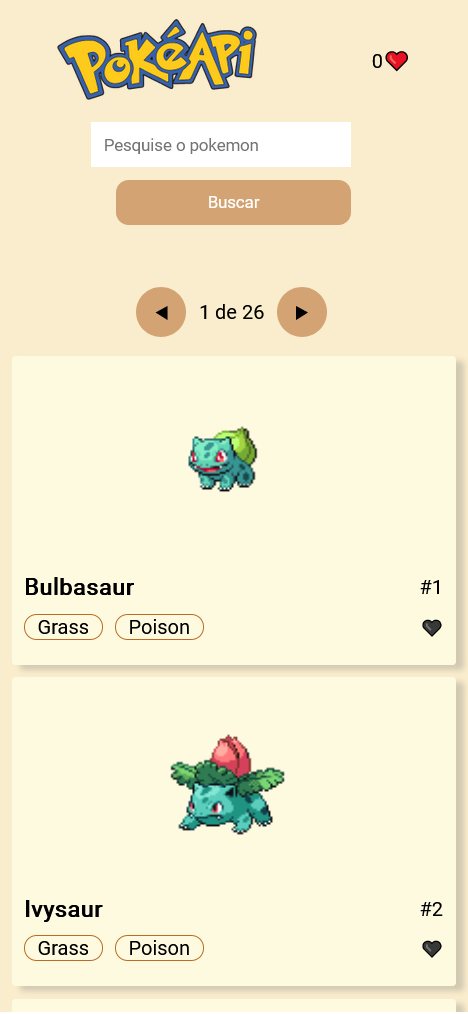 PokéApi
0
Pesquise o pokemon
Buscar
1 de 26
Bulbasaur
#1
Grass Poison
Ivysaur
#2
Grass Poison